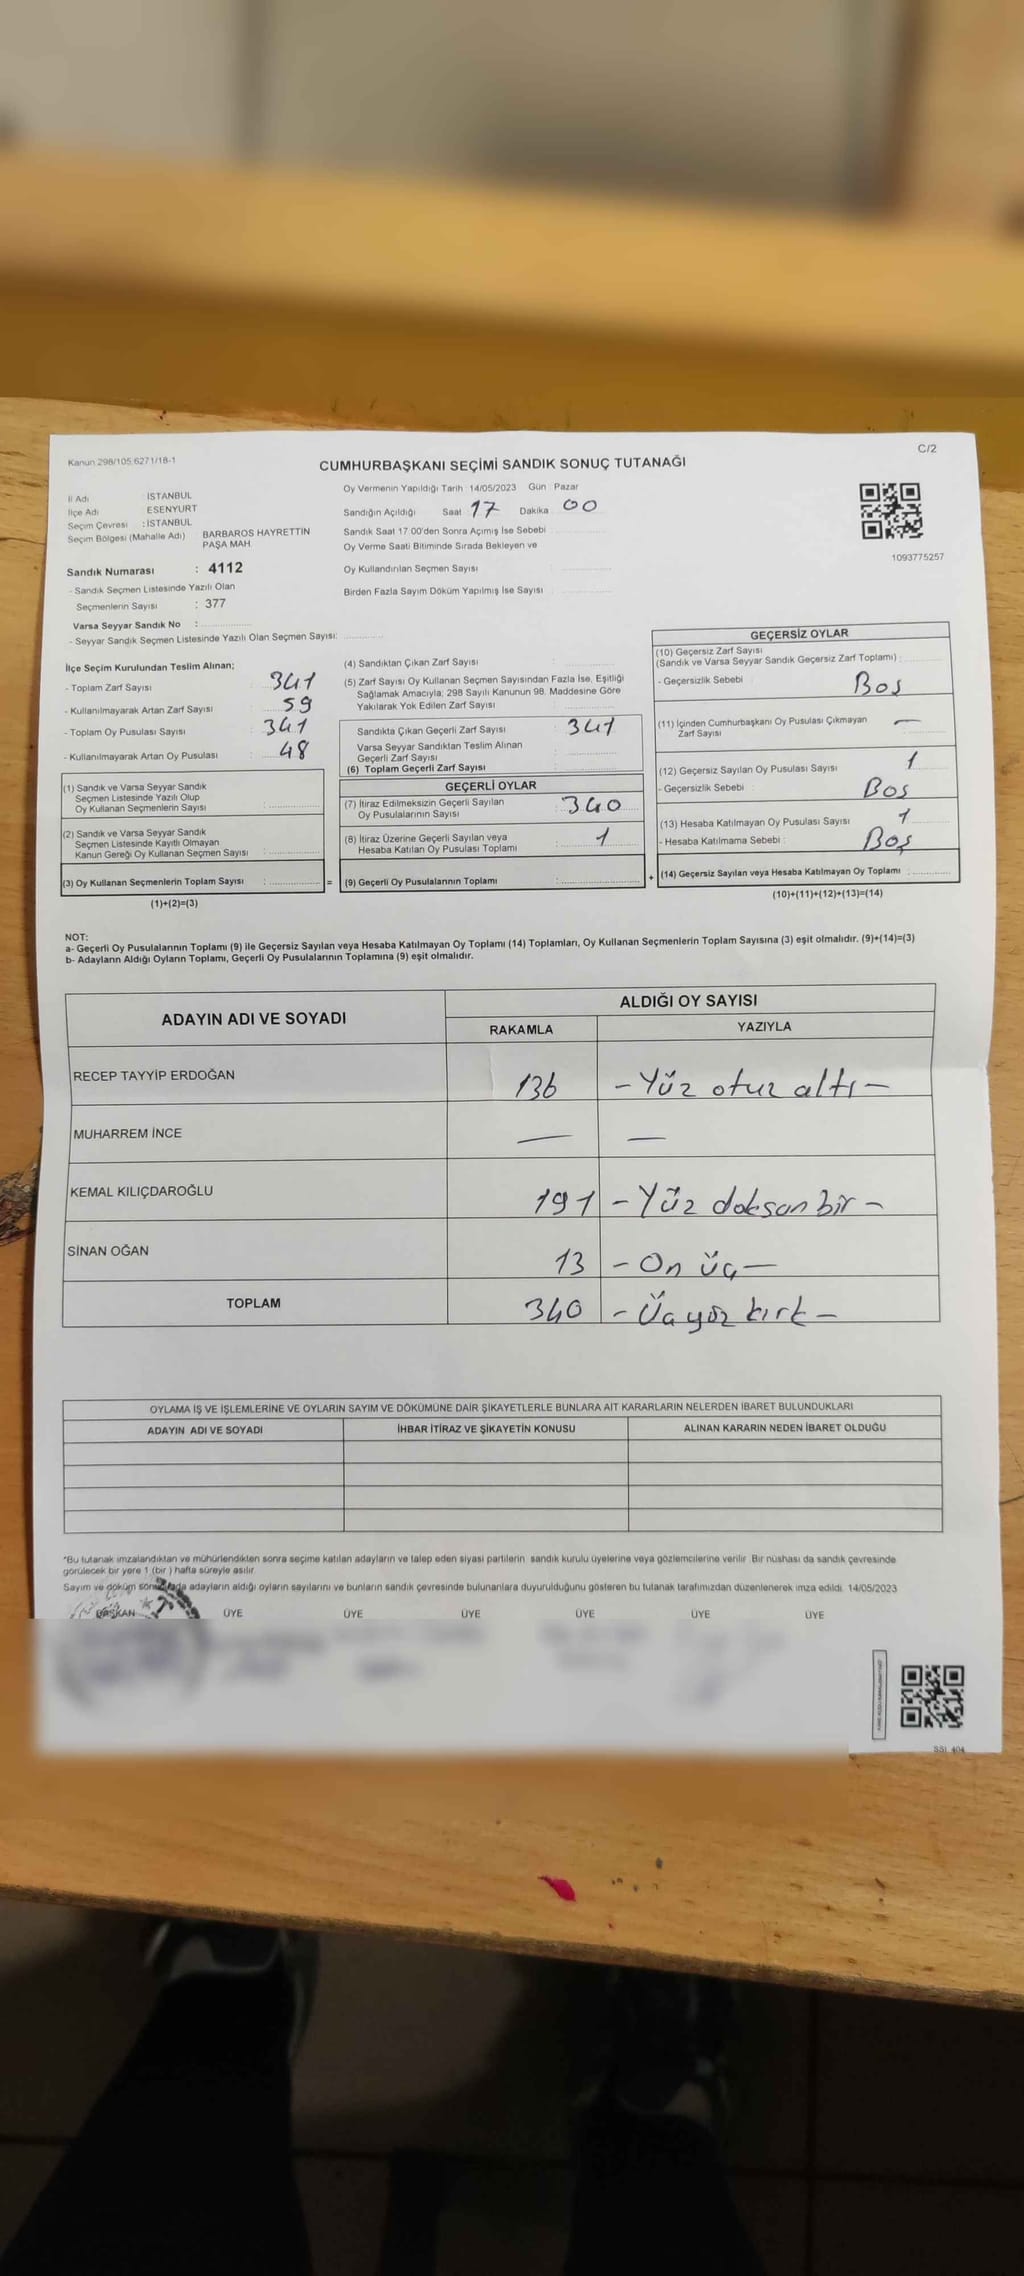 Kanun 298/105,6271/18-1
C/2
CUMHURBAŞKANI SEÇİMİ SANDIK SONUÇ TUTANAĞI
İl Adı : İSTANBUL
İlçe Adı : ESENYURT
Seçim Çevresi : İSTANBUL
Seçim Bölgesi (Mahalle Adı) BARBAROS HAYRETTİN
PAŞA MAH.
Sandık Numarası : 4112
- Sandık Seçmen Listesinde Yazılı Olan
Seçmenlerin Sayısı : 377
Varsa Seyyar Sandık No :
- Seyyar Sandık Seçmen Listesinde Yazılı Olan Seçmen Sayısı:
Oy Vermenin Yapıldığı Tarih :14/05/2023 Gün : Pazar
Sandığın Açıldığı Saat 17 Dakika 00
Sandık Saat 17:00'den Sonra Açımış İse Sebebi
Oy Verme Saati Bitiminde Sırada Bekleyen ve
Oy Kullandırılan Seçmen Sayısı :
Birden Fazla Sayım Döküm Yapılmış İse Sayısı :
1093775257
İlçe Seçim Kurulundan Teslim Alınan;
- Toplam Zarf Sayısı : 341
- Kullanılmayarak Artan Zarf Sayısı : 59
- Toplam Oy Pusulası Sayısı : 341
- Kullanılmayarak Artan Oy Pusulası : 48
(1) Sandık ve Varsa Seyyar Sandık
Seçmen Listesinde Yazılı Olup
Oy Kullanan Seçmenlerin Sayısı :
(2) Sandık ve Varsa Seyyar Sandık
Seçmen Listesinde Kayıtlı Olmayan
Kanun Gereği Oy Kullanan Seçmen Sayısı :
(3) Oy Kullanan Seçmenlerin Toplam Sayısı : =
(1)+(2)=(3)
(4) Sandıktan Çıkan Zarf Sayısı :
(5) Zarf Sayısı Oy Kullanan Seçmen Sayısından Fazla İse, Eşitliği
Sağlamak Amacıyla; 298 Sayılı Kanunun 98. Maddesine Göre
Yakılarak Yok Edilen Zarf Sayısı :
Sandıkta Çıkan Geçerli Zarf Sayısı : 341
Varsa Seyyar Sandıktan Teslim Alınan
Geçerli Zarf Sayısı :
(6) Toplam Geçerli Zarf Sayısı :
GEÇERLİ OYLAR
(7) İtiraz Edilmeksizin Geçerli Sayılan
Oy Pusulalarının Sayısı : 340
(8) İtiraz Üzerine Geçerli Sayılan veya
Hesaba Katılan Oy Pusulası Toplamı : 1
(9) Geçerli Oy Pusulalarının Toplamı : +
GEÇERSİZ OYLAR
(10) Geçersiz Zarf Sayısı
(Sandık ve Varsa Seyyar Sandık Geçersiz Zarf Toplamı) :
- Geçersizlik Sebebi : Boş
(11) İçinden Cumhurbaşkanı Oy Pusulası Çıkmayan
Zarf Sayısı : —
(12) Geçersiz Sayılan Oy Pusulası Sayısı : 1
- Geçersizlik Sebebi : Boş
(13) Hesaba Katılmayan Oy Pusulası Sayısı : 1
- Hesaba Katılmama Sebebi : Boş
(14) Geçersiz Sayılan veya Hesaba Katılmayan Oy Toplamı :
(10)+(11)+(12)+(13)=(14)
NOT:
a- Geçerli Oy Pusulalarının Toplamı (9) ile Geçersiz Sayılan veya Hesaba Katılmayan Oy Toplamı (14) Toplamları, Oy Kullanan Seçmenlerin Toplam Sayısına (3) eşit olmalıdır. (9)+(14)=(3)
b- Adayların Aldığı Oyların Toplamı, Geçerli Oy Pusulalarının Toplamına (9) eşit olmalıdır.
ADAYIN ADI VE SOYADI ALDIĞI OY SAYISI
RAKAMLA YAZIYLA
RECEP TAYYİP ERDOĞAN 136 - Yüz otuz altı -
MUHARREM İNCE — —
KEMAL KILIÇDAROĞLU 191 - Yüz doksan bir -
SİNAN OĞAN 13 - On üç -
TOPLAM 340 - Üç yüz kırk -
OYLAMA İŞ VE İŞLEMLERİNE VE OYLARIN SAYIM VE DÖKÜMÜNE DAİR ŞİKAYETLERLE BUNLARA AİT KARARLARIN NELERDEN İBARET BULUNDUKLARI
ADAYIN ADI VE SOYADI İHBAR İTİRAZ VE ŞİKAYETİN KONUSU ALINAN KARARIN NEDEN İBARET OLDUĞU
*Bu tutanak imzalandıktan ve mühürlendikten sonra seçime katılan adayların ve talep eden siyasi partilerin sandık kurulu üyelerine veya gözlemcilerine verilir. Bir nüshası da sandık çevresinde
görülecek bir yere 1 (bir ) hafta süreyle asılır.
Sayım ve döküm sonunda adayların aldığı oyların sayılarını ve bunların sandık çevresinde bulunanlara duyurulduğunu gösteren bu tutanak tarafımızdan düzenlenerek imza edildi. 14/05/2023
BAŞKAN ÜYE ÜYE ÜYE ÜYE ÜYE ÜYE
SSI 404